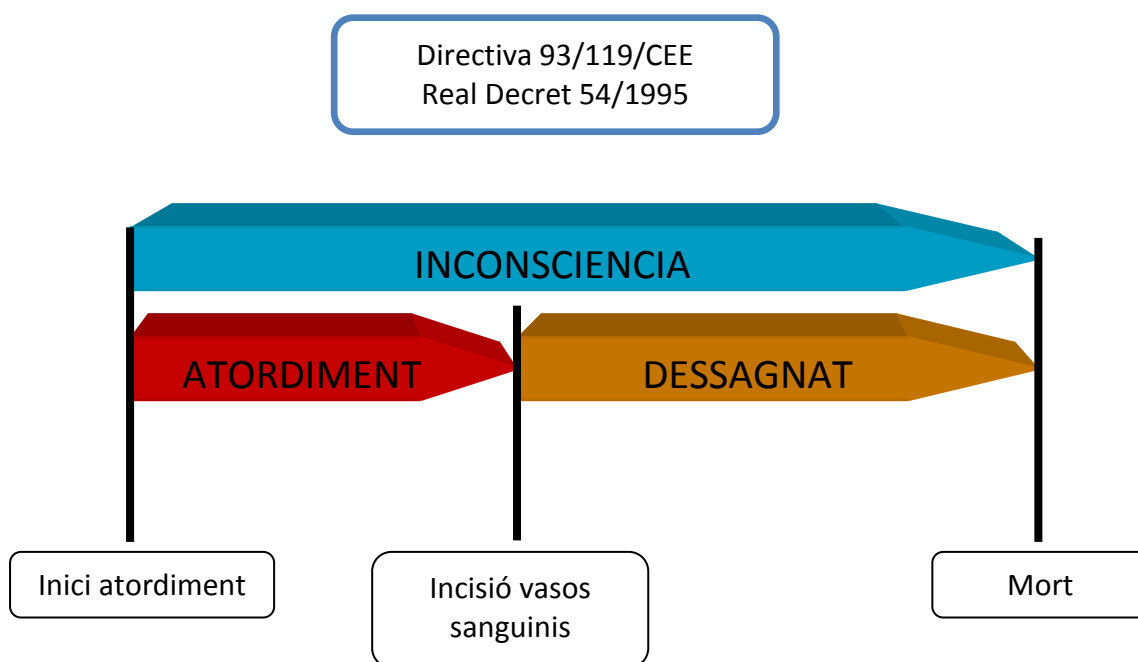 Directiva 93/119/CEE
Real Decret 54/1995
INCONSCIENCIA
ATORDIMENT
DESSAGNAT
Inici atordiment
Incisió vasos
sanguinis
Mort